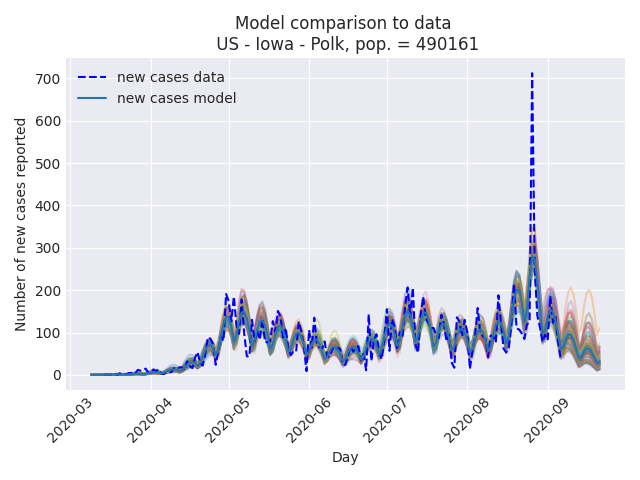 Model comparison to data
US - Iowa - Polk, pop. = 490161
new cases data
new cases model
Number of new cases reported
700
600
500
400
300
200
100
0
2020-03
2020-04
2020-05
2020-06
2020-07
2020-08
2020-09
Day